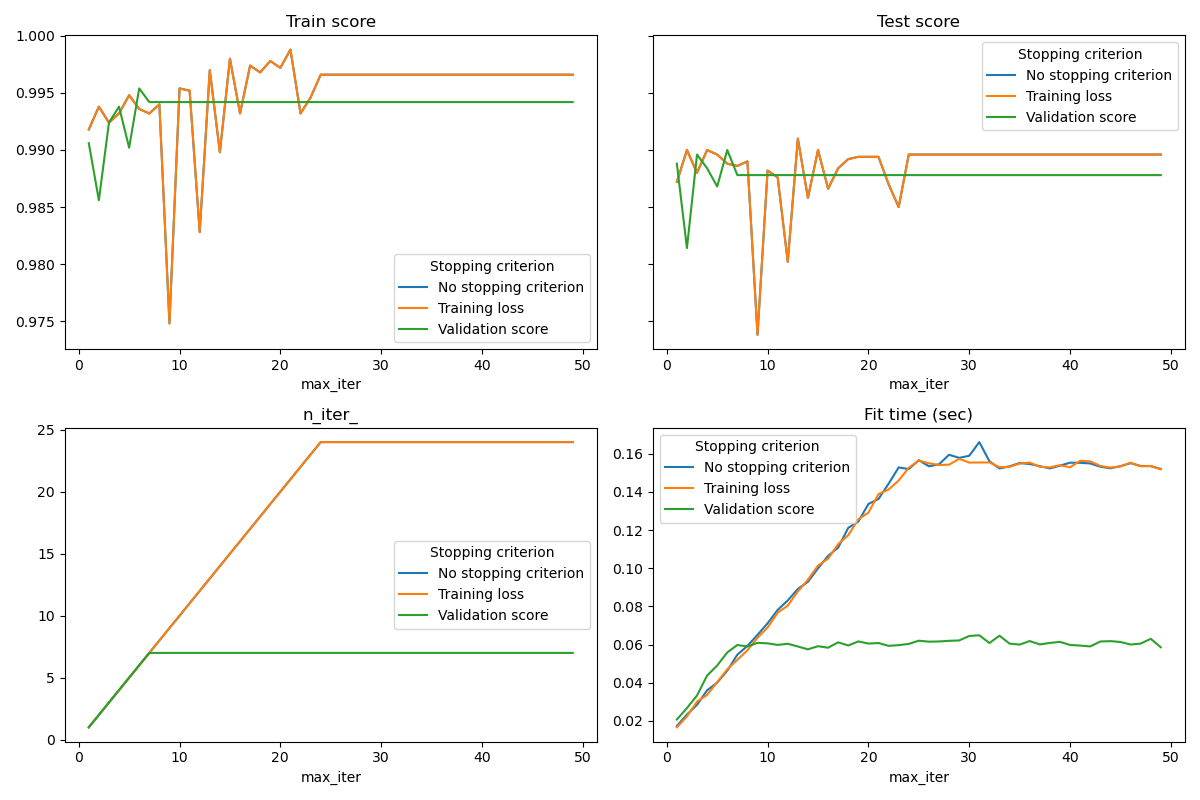 Train score
1.000
0.995
0.990
0.985
0.980
0.975
Stopping criterion
No stopping criterion
Training loss
Validation score
0 10 20 30 40 50
max_iter
Test score
Stopping criterion
No stopping criterion
Training loss
Validation score
0 10 20 30 40 50
max_iter
n_iter_
25
20
15
10
5
0
Stopping criterion
No stopping criterion
Training loss
Validation score
0 10 20 30 40 50
max_iter
Fit time (sec)
Stopping criterion
No stopping criterion
Training loss
Validation score
0.16
0.14
0.12
0.10
0.08
0.06
0.04
0.02
0 10 20 30 40 50
max_iter